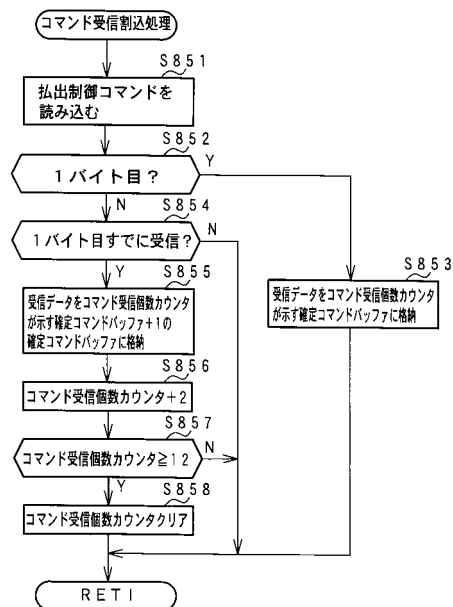 コマンド受信割込処理
S851
払出制御コマンドを
読み込む
S852
1バイト目?
Y
N
S854
1バイト目すでに受信?
N
Y
S853
受信データをコマンド受信個数カウンタ
が示す確定コマンドバッファに格納
S855
受信データをコマンド受信個数カウンタ
が示す確定コマンドバッファ+1の
確定コマンドバッファに格納
S856
コマンド受信個数カウンタ+2
S857
コマンド受信個数カウンタ≧12
N
Y
S858
コマンド受信個数カウンタクリア
RETI